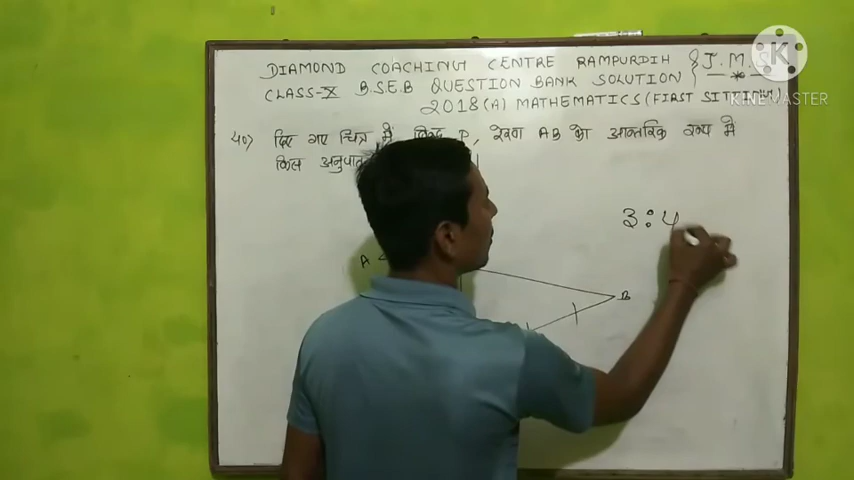 DIAMOND COACHING CENTRE RAMPURDIH { J.M.S
CLASS-X B.S.E.B QUESTION BANK SOLUTION
2018(A) MATHEMATICS (FIRST SITTING)
40) दिए गए चित्र में P, रेखा AB को आन्तरिक रूप में
किस अनुपात
3:4
A
B
K
KINEMASTER